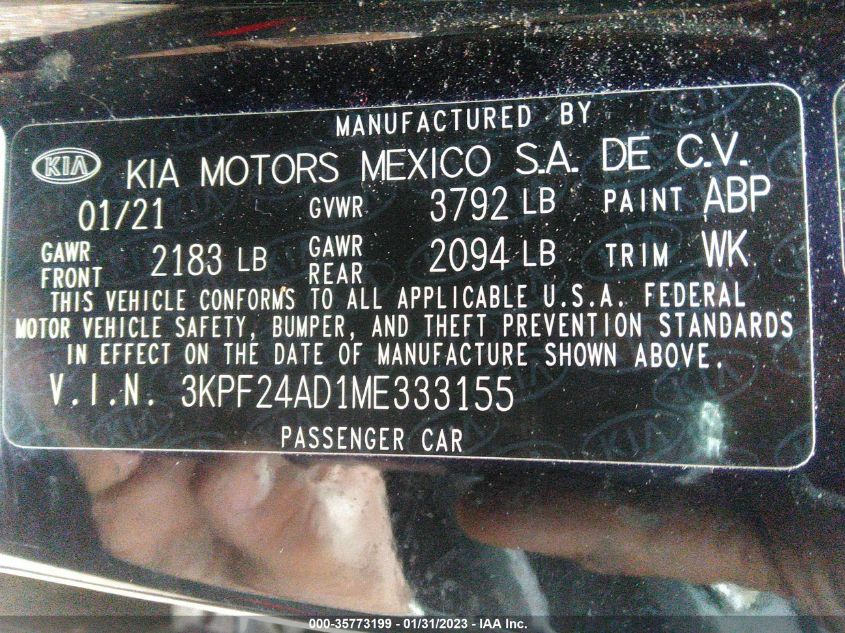 MANUFACTURED BY
KIA KIA MOTORS MEXICO S.A. DE C.V.
01/21 GVWR 3792 LB PAINT ABP
GAWR FRONT 2183 LB GAWR REAR 2094 LB TRIM WK
THIS VEHICLE CONFORMS TO ALL APPLICABLE U.S.A. FEDERAL
MOTOR VEHICLE SAFETY, BUMPER, AND THEFT PREVENTION STANDARDS
IN EFFECT ON THE DATE OF MANUFACTURE SHOWN ABOVE.
V.I.N. 3KPF24AD1ME333155
PASSENGER CAR
000-35773199 - 01/31/2023 - IAA Inc.